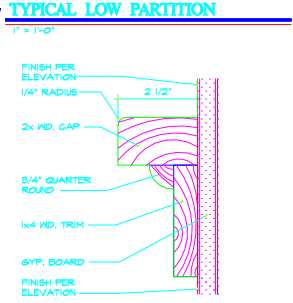 TYPICAL LOW PARTITION
1" = 1'-0"
FINISH PER
ELEVATION
1/4" RADIUS
2 1/2"
2x WD. CAP
3/4" QUARTER
ROUND
1x4 WD. TRIM
GYP. BOARD
FINISH PER
ELEVATION